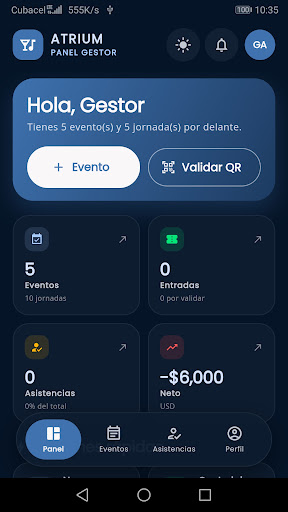 Cubacel 555K/s 100 10:35
ATRIUM
PANEL GESTOR
GA
Hola, Gestor
Tienes 5 evento(s) y 5 jornada(s) por delante.
+ Evento
Validar QR
5
Eventos
10 jornadas
0
Entradas
0 por validar
0
Asistencias
0% del total
-$6,000
Neto
USD
Panel
Eventos
Asistencias
Perfil